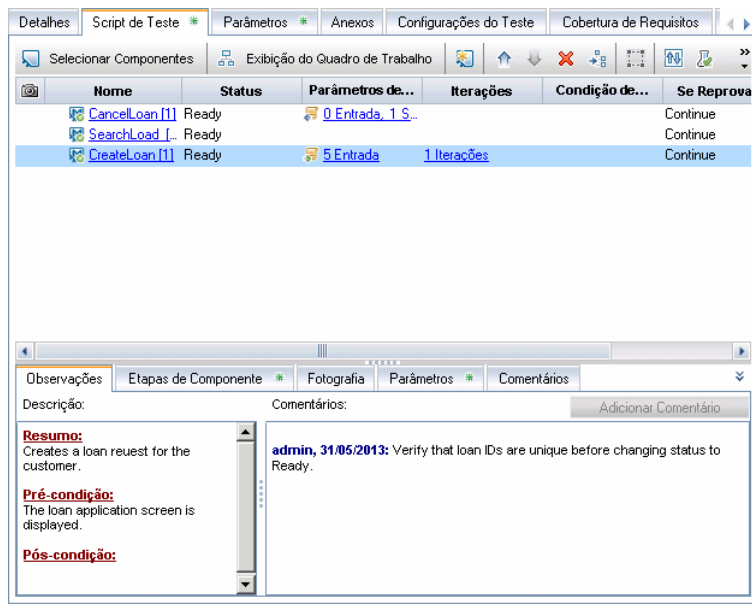 Detalhes Script de Teste * Parâmetros * Anexos Configurações do Teste Cobertura de Requisitos
Selecionar Componentes Exibição do Quadro de Trabalho »
Nome Status Parâmetros de... Iterações Condição de... Se Reprova
CancelLoan [1] Ready 0 Entrada, 1 S... Continue
SearchLoad [... Ready Continue
CreateLoan [1] Ready 5 Entrada 1 Iterações Continue
Observações Etapas de Componente * Fotografia Parâmetros * Comentários
Descrição: Comentários: Adicionar Comentário
Resumo:
Creates a loan reuest for the
customer.
Pré-condição:
The loan application screen is
displayed.
Pós-condição:
admin, 31/05/2013: Verify that loan IDs are unique before changing status to
Ready.